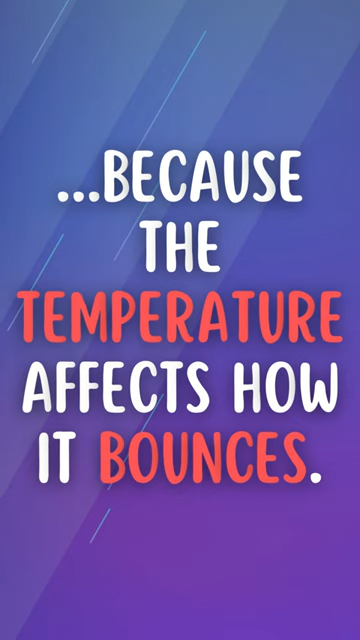 ...BECAUSE
THE
TEMPERATURE
AFFECTS HOW
IT BOUNCES.